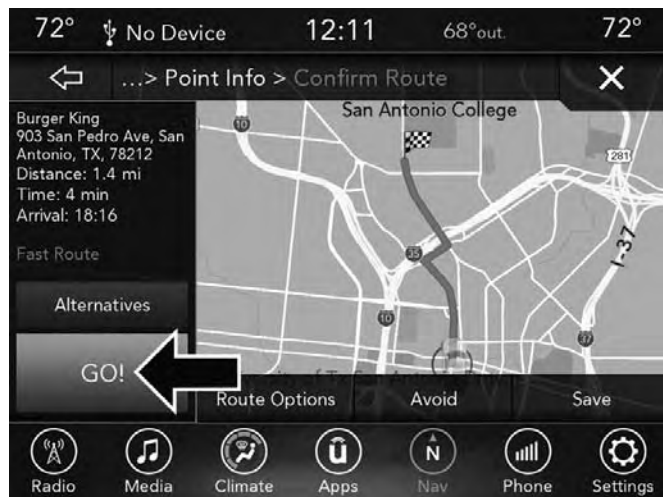 72° No Device 12:11 68°out. 72°
...> Point Info > Confirm Route
Burger King
903 San Pedro Ave, San
Antonio, TX, 78212
Distance: 1.4 mi
Time: 4 min
Arrival: 18:16
Fast Route
Alternatives
GO!
San Antonio College
10
281
I-37
35
10
37
Route Options Avoid Save
Radio Media Climate Apps Nav Phone Settings
û
N